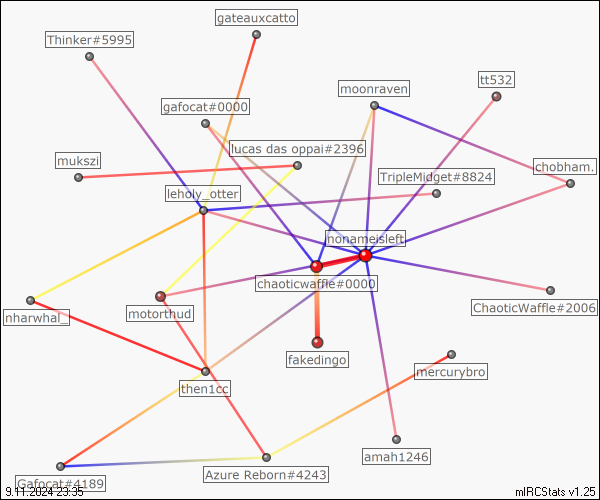 gateauxcatto
Thinker#5995
tt532
moonraven
gafocat#0000
lucas das oppai#2396
mukszi
chobham.
TripleMidget#8824
leholy_otter
nonameisleft
chaoticwaffle#0000
ChaoticWaffle#2006
nharwhal_
motorthud
fakedingo
mercurybro
then1cc
amah1246
Azure Reborn#4243
Gafocat#4189
9.11.2024 23:35
mIRCStats v1.25